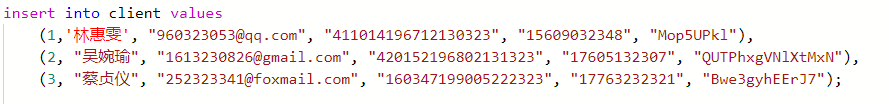 insert into client values
(1,'林惠雯', "960323053@qq.com", "411014196712130323", "15609032348", "Mop5UPkl"),
(2, "吴婉瑜", "1613230826@gmail.com", "420152196802131323", "17605132307", "QUTPhxgVNlXtMxN"),
(3, "蔡贞仪", "252323341@foxmail.com", "160347199005222323", "17763232321", "Bwe3gyhEErJ7");